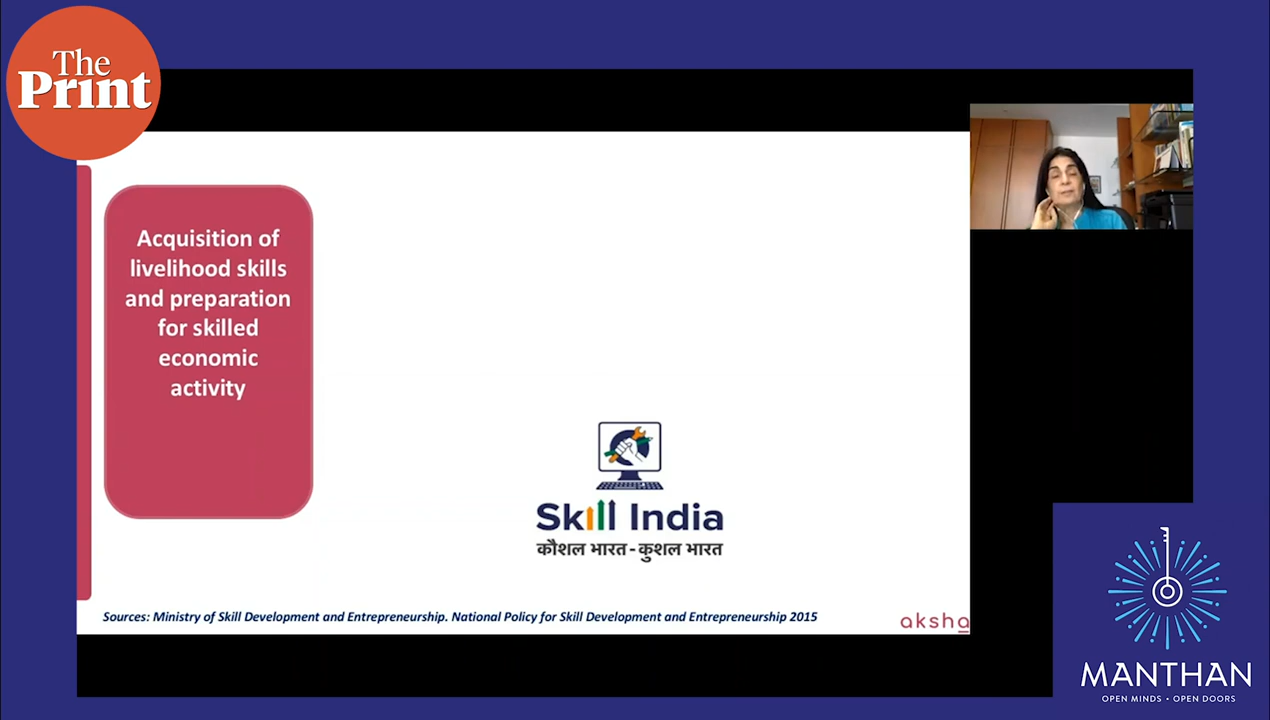 The
Print
Acquisition of
livelihood skills
and preparation
for skilled
economic
activity
Skill India
कौशल भारत - कुशल भारत
Sources: Ministry of Skill Development and Entrepreneurship. National Policy for Skill Development and Entrepreneurship 2015
aksha
MANTHAN
OPEN MINDS • OPEN DOORS